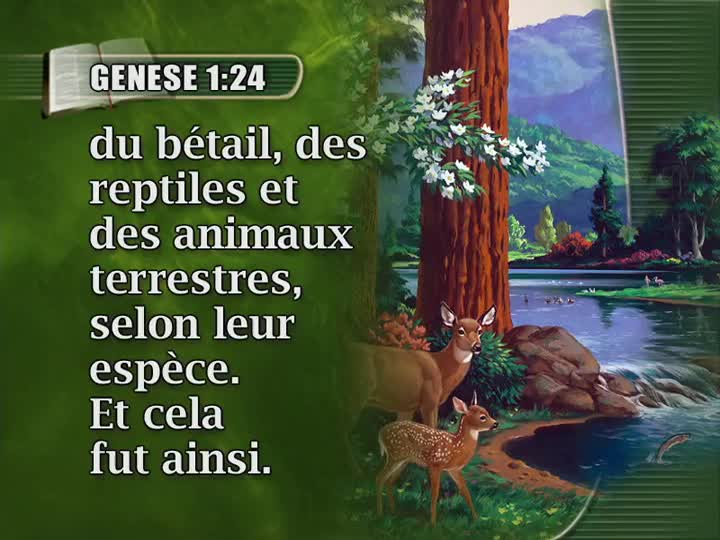 GENESE 1:24
du bétail, des
reptiles et
des animaux
terrestres,
selon leur
espèce.
Et cela
fut ainsi.